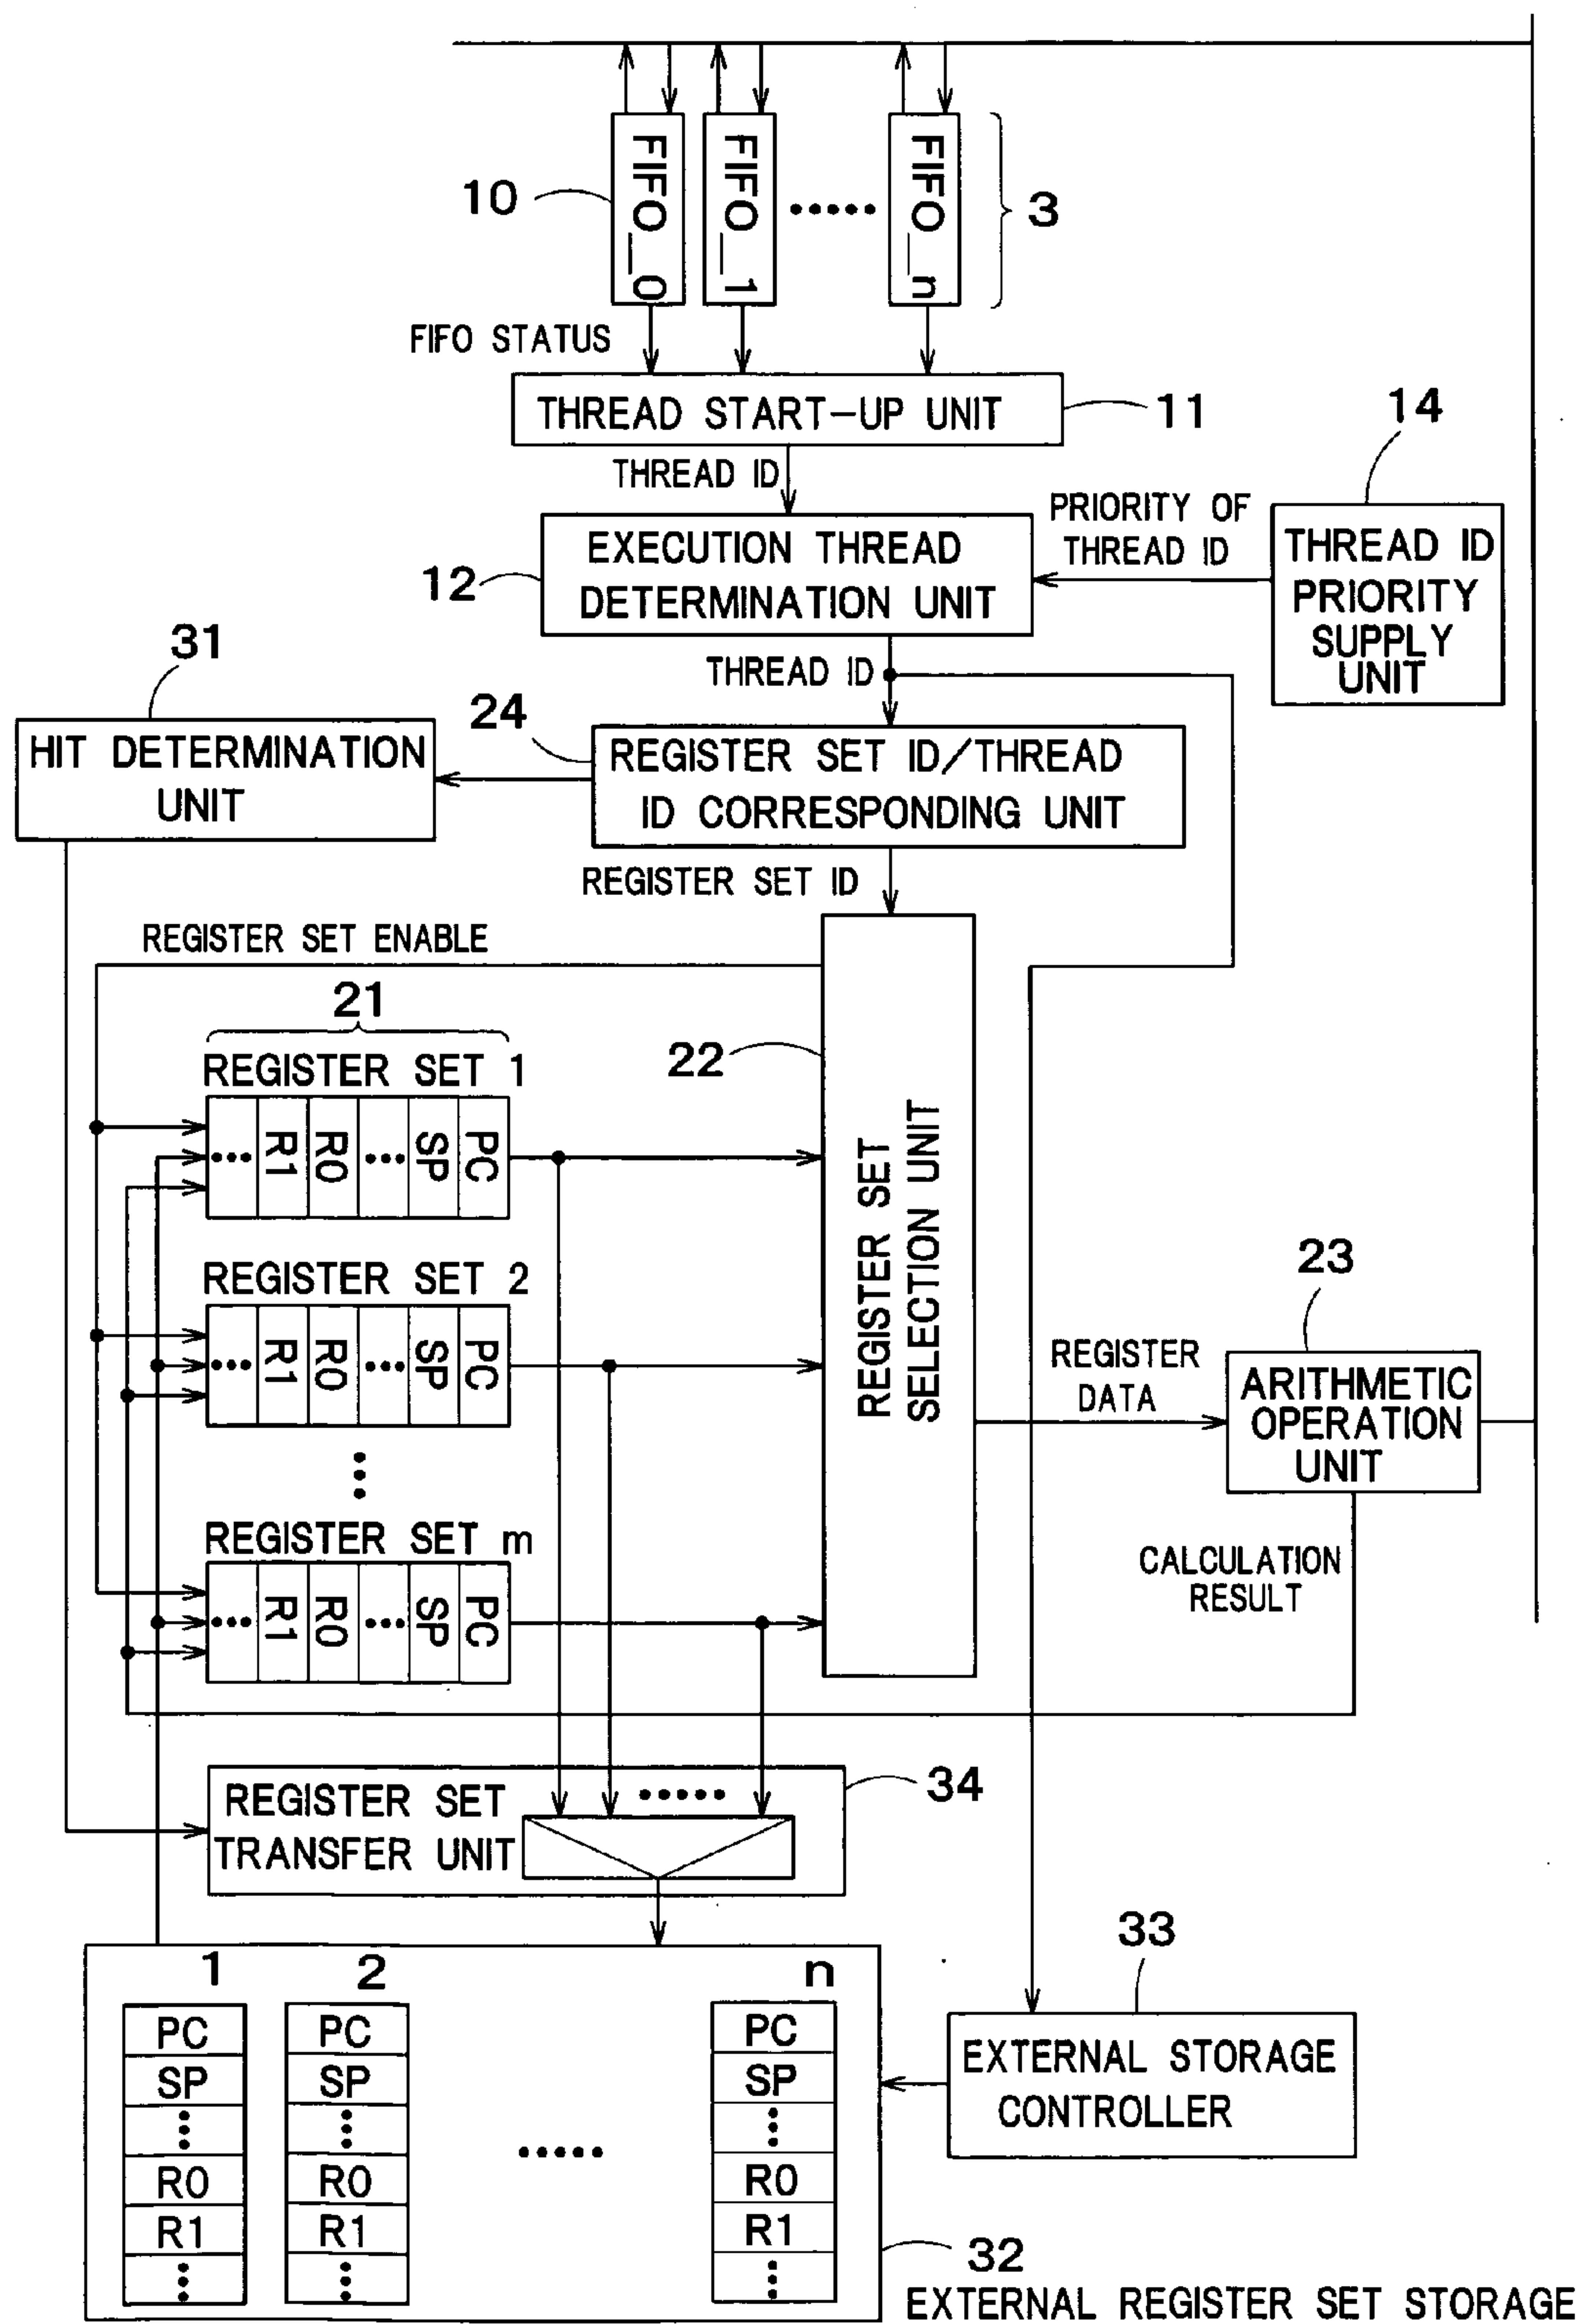 FIFO_0
FIFO_1
FIFO_n
10
3
FIFO STATUS
THREAD START-UP UNIT
11
14
THREAD ID
PRIORITY OF
THREAD ID
THREAD ID
PRIORITY
SUPPLY
UNIT
EXECUTION THREAD
DETERMINATION UNIT
12
31
THREAD ID
24
HIT DETERMINATION
UNIT
REGISTER SET ID/THREAD
ID CORRESPONDING UNIT
REGISTER SET ID
REGISTER SET ENABLE
21
22
REGISTER SET 1
... R1 R0 ... SP PC
REGISTER SET
SELECTION UNIT
REGISTER SET 2
... R1 R0 ... SP PC
23
REGISTER
DATA
ARITHMETIC
OPERATION
UNIT
REGISTER SET m
... R1 R0 ... SP PC
CALCULATION
RESULT
REGISTER SET
TRANSFER UNIT
34
33
1 2 n
PC PC PC
SP SP SP
R0 R0 R0
R1 R1 R1
EXTERNAL STORAGE
CONTROLLER
32
EXTERNAL REGISTER SET STORAGE